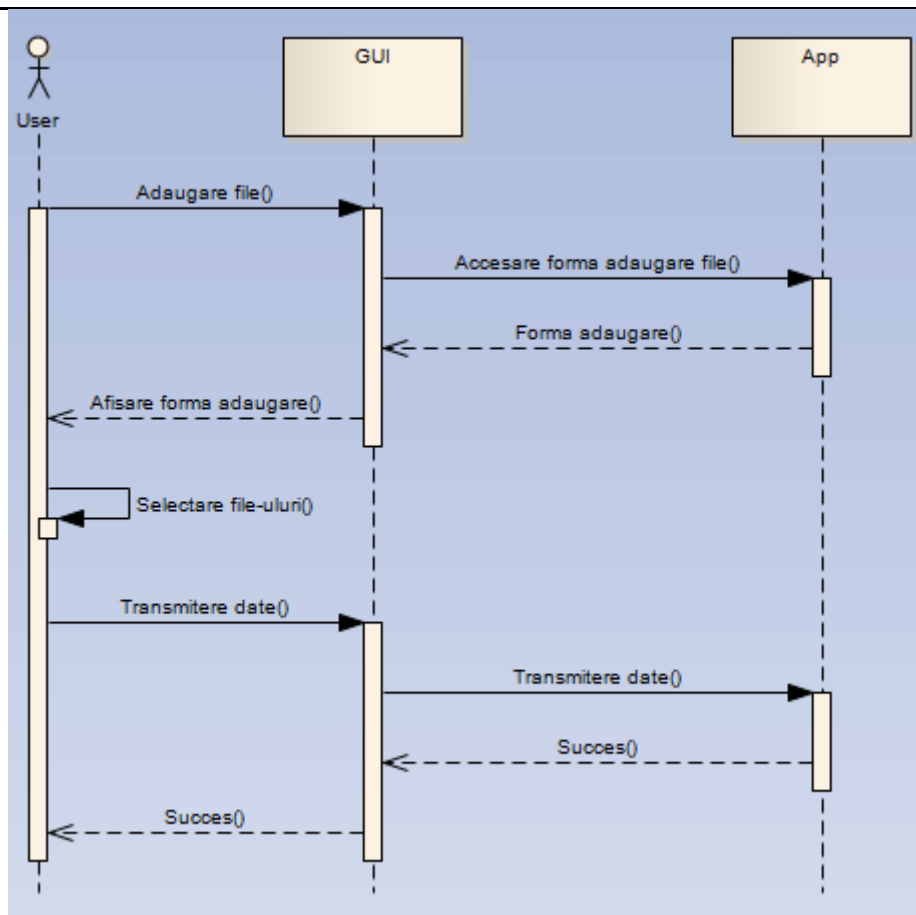 GUI
App
User
Adaugare file()
Accesare forma adaugare file()
Forma adaugare()
Afisare forma adaugare()
Selectare file-uluri()
Transmitere date()
Transmitere date()
Succes()
Succes()